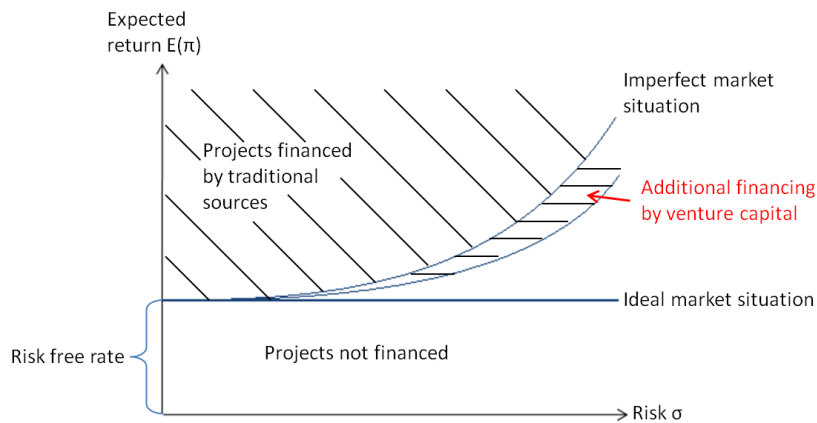 Expected
return E(π)
Imperfect market
situation
Projects financed
by traditional
sources
Additional financing
by venture capital
Ideal market situation
Risk free rate
Projects not financed
Risk σ